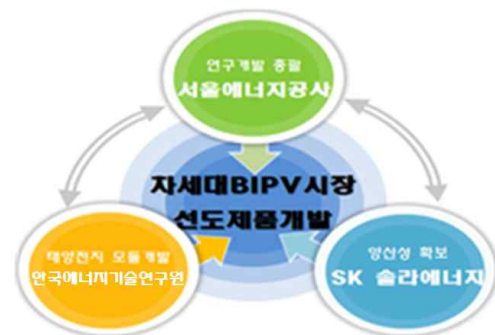 연구개발 총괄
서울에너지공사
차세대BIPV시장
선도제품개발
태양전지 모듈개발
한국에너지기술연구원
양산성 확보
SK 솔라에너지